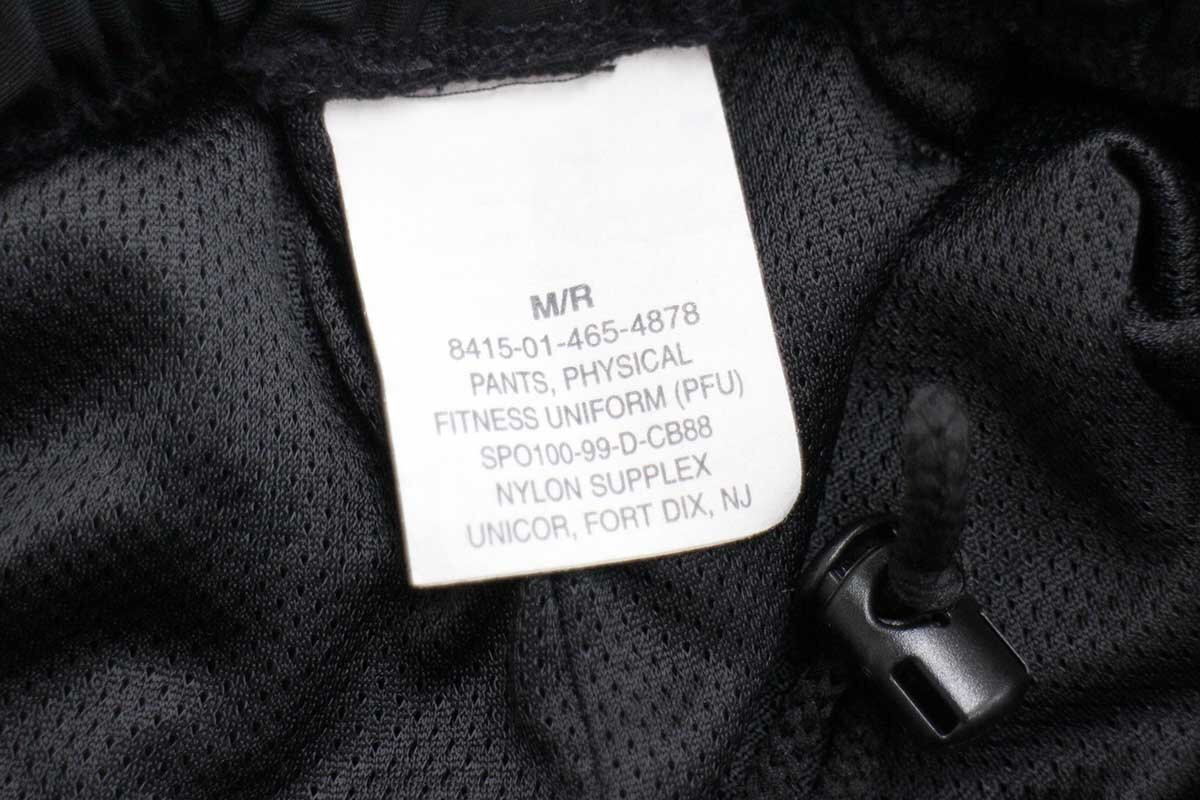 M/R
8415-01-465-4878
PANTS, PHYSICAL
FITNESS UNIFORM (PFU)
SPO100-99-D-CB88
NYLON SUPPLEX
UNICOR, FORT DIX, NJ